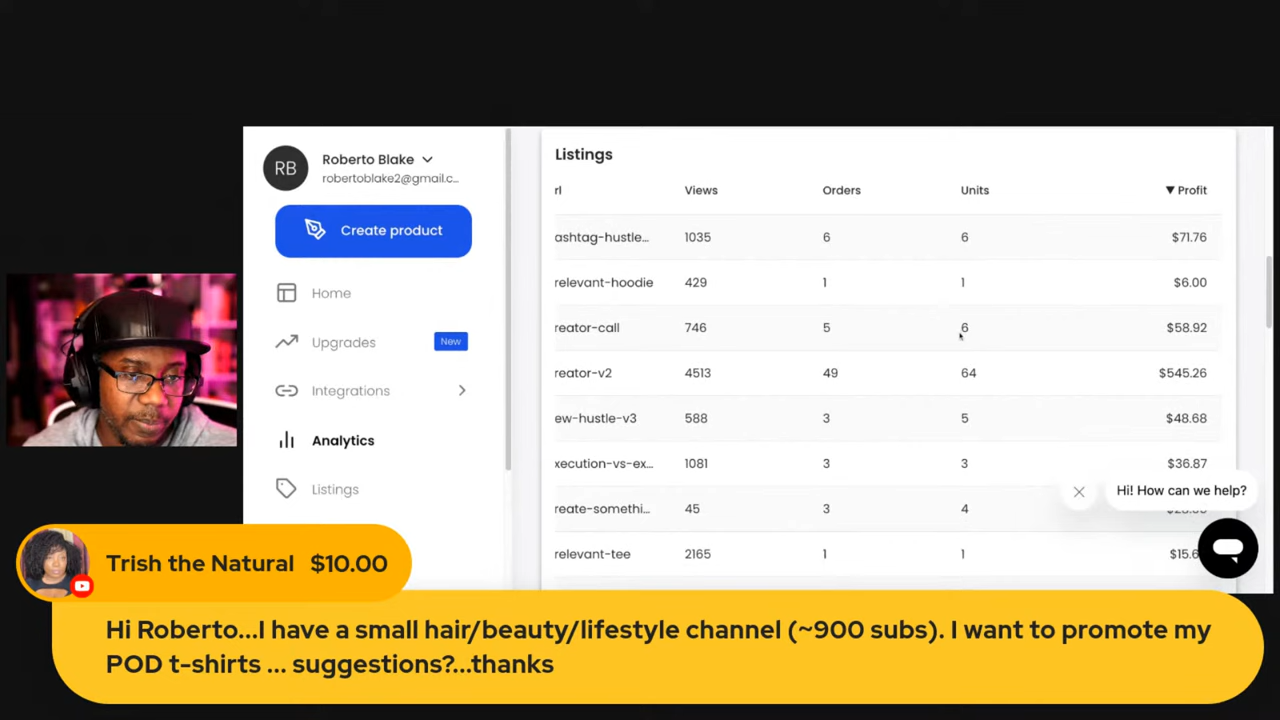 RB
Roberto Blake
robertoblake2@gmail.c...
Create product
Home
Upgrades New
Integrations
Analytics
Listings
Listings
rl Views Orders Units ▼ Profit
ashtag-hustle... 1035 6 6 $71.76
relevant-hoodie 429 1 1 $6.00
reator-call 746 5 6 $58.92
reator-v2 4513 49 64 $545.26
ew-hustle-v3 588 3 5 $48.68
xecution-vs-ex... 1081 3 3 $36.87
reate-somethi... 45 3 4
relevant-tee 2165 1 1
Hi! How can we help?
Trish the Natural $10.00
Hi Roberto...I have a small hair/beauty/lifestyle channel (~900 subs). I want to promote my
POD t-shirts ... suggestions?...thanks